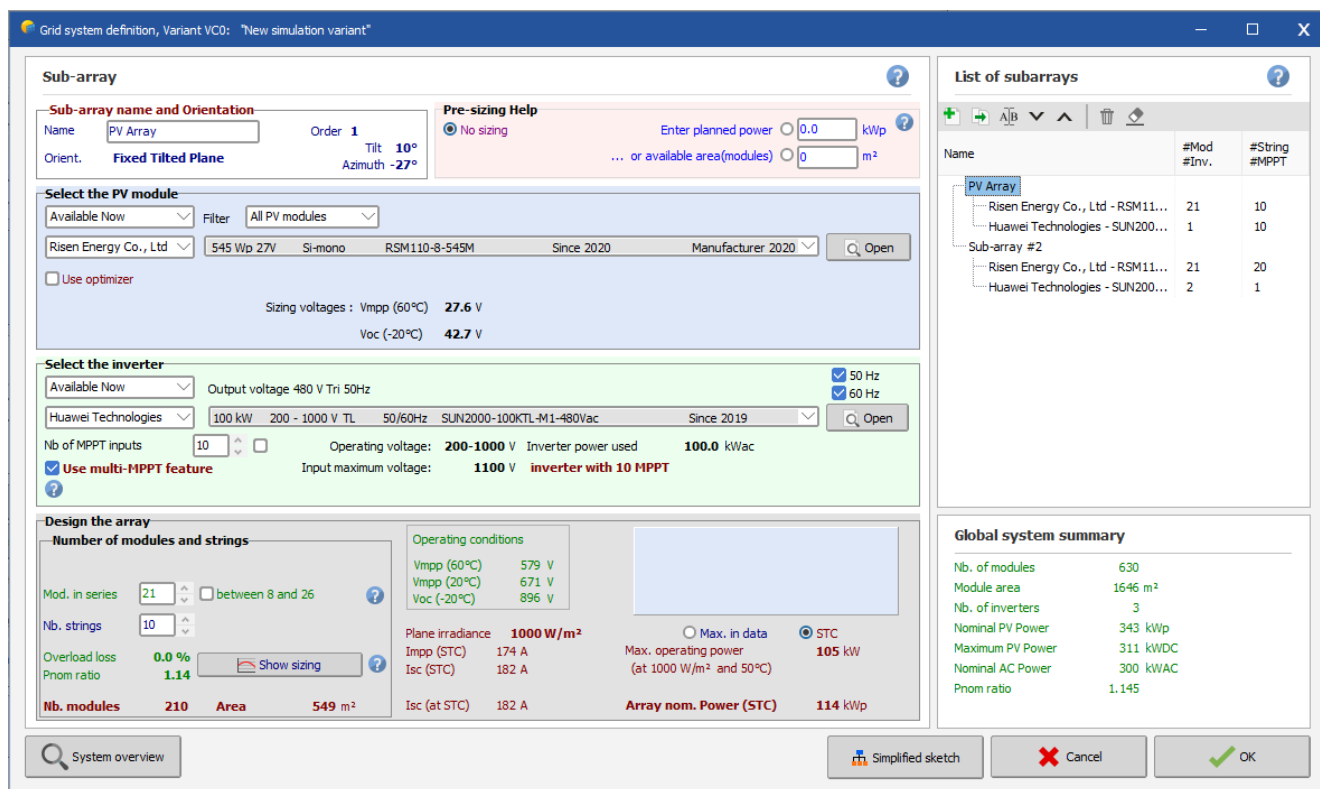 Grid system definition, Variant VC0: "New simulation variant"
Sub-array
Sub-array name and Orientation
Name PV Array Order 1
Tilt 10°
Orient. Fixed Tilted Plane Azimuth -27°
Pre-sizing Help
No sizing Enter planned power 0.0 kWp
... or available area(modules) 0 m²
Select the PV module
Available Now Filter All PV modules
Risen Energy Co., Ltd 545 Wp 27V Si-mono RSM110-8-545M Since 2020 Manufacturer 2020 Open
Use optimizer
Sizing voltages : Vmpp (60°C) 27.6 V
Voc (-20°C) 42.7 V
Select the inverter
Available Now Output voltage 480 V Tri 50Hz 50 Hz
60 Hz
Huawei Technologies 100 kW 200 - 1000 V TL 50/60Hz SUN2000-100KTL-M1-480Vac Since 2019 Open
Nb of MPPT inputs 10 Operating voltage: 200-1000 V Inverter power used 100.0 kWac
Use multi-MPPT feature Input maximum voltage: 1100 V inverter with 10 MPPT
Design the array
Number of modules and strings
Mod. in series 21 between 8 and 26
Nb. strings 10
Overload loss 0.0 %
Pnom ratio 1.14
Show sizing
Nb. modules 210 Area 549 m²
Operating conditions
Vmpp (60°C) 579 V
Vmpp (20°C) 671 V
Voc (-20°C) 896 V
Plane irradiance 1000 W/m² Max. in data STC
Impp (STC) 174 A Max. operating power 105 kW
Isc (STC) 182 A (at 1000 W/m² and 50°C)
Isc (at STC) 182 A Array nom. Power (STC) 114 kWp
List of subarrays
Name #Mod #String
#Inv. #MPPT
PV Array
Risen Energy Co., Ltd - RSM11... 21 10
Huawei Technologies - SUN200... 1 10
Sub-array #2
Risen Energy Co., Ltd - RSM11... 21 20
Huawei Technologies - SUN200... 2 1
Global system summary
Nb. of modules 630
Module area 1646 m²
Nb. of inverters 3
Nominal PV Power 343 kWp
Maximum PV Power 311 kWDC
Nominal AC Power 300 kWAC
Pnom ratio 1.145
System overview Simplified sketch Cancel OK